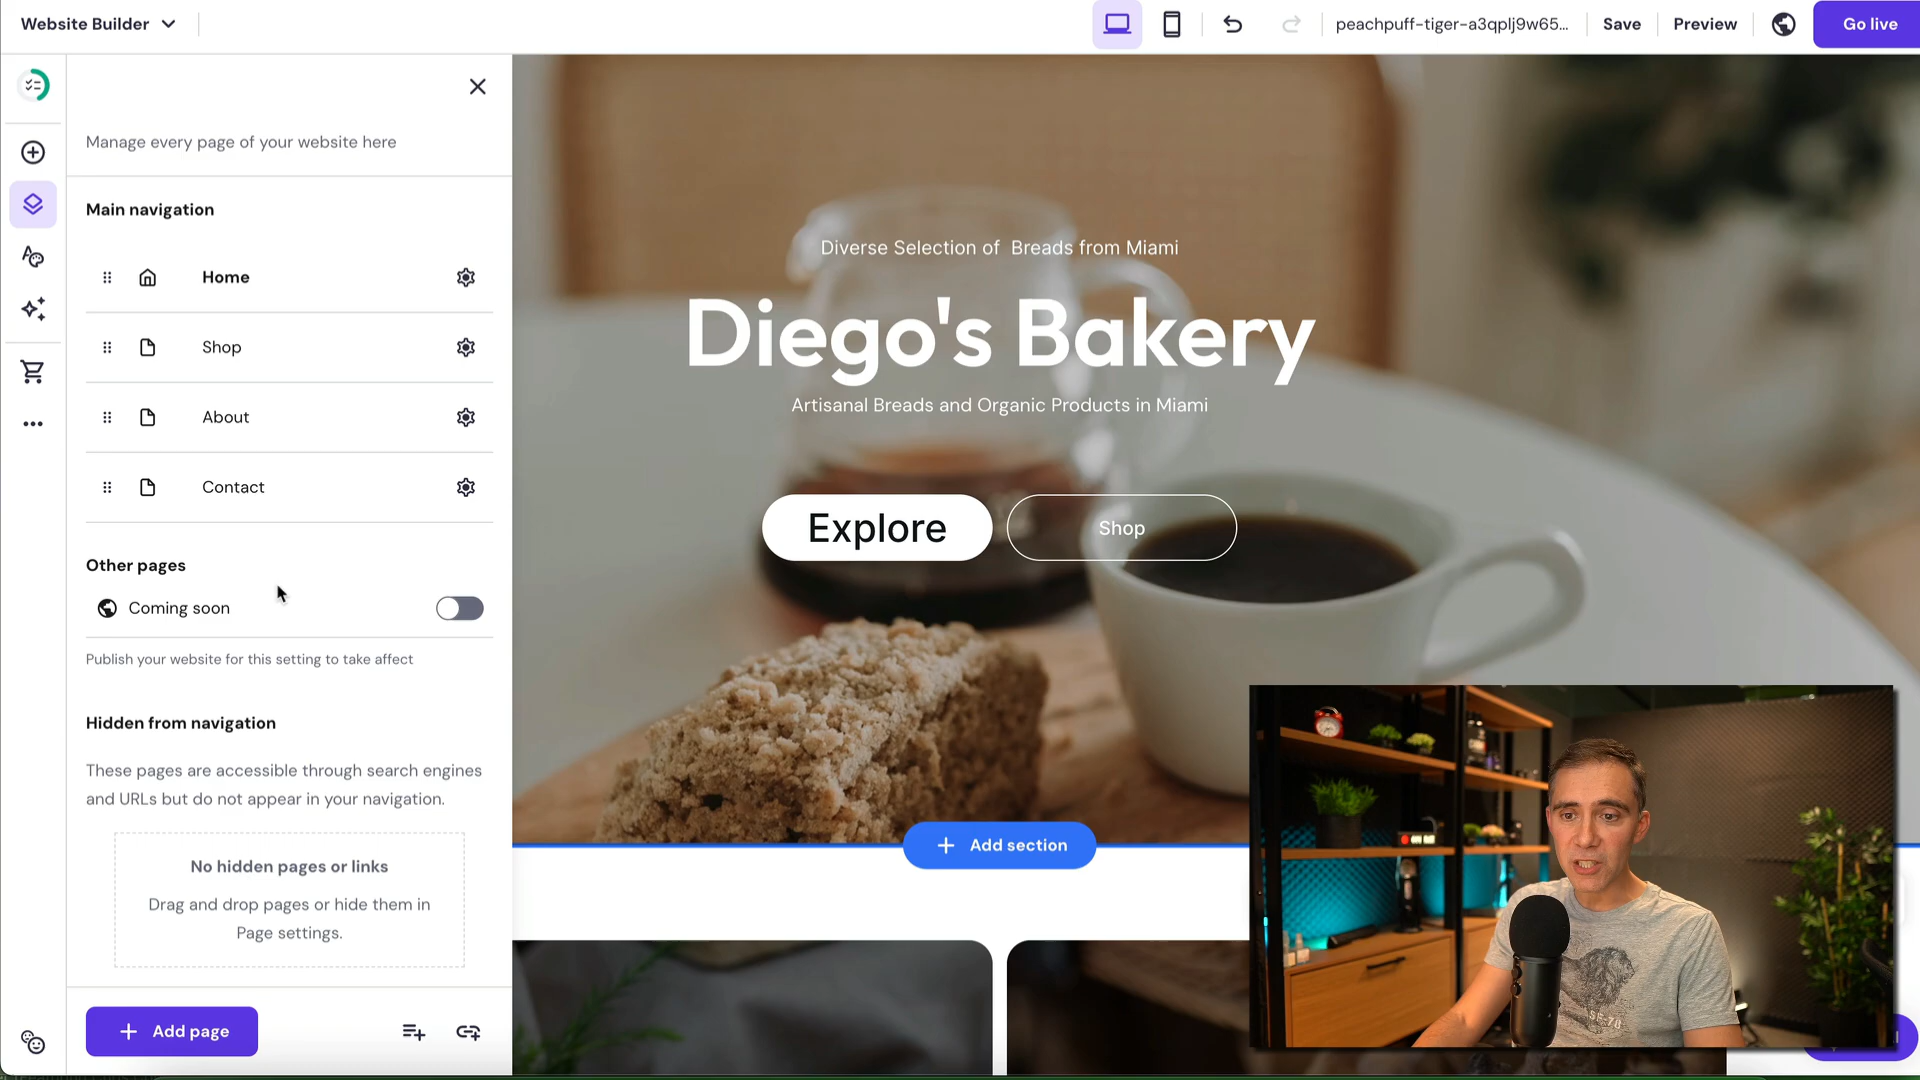 Website Builder
peachpuff-tiger-a3qplj9w65...
Save
Preview
Go live
Manage every page of your website here
Main navigation
Home
Shop
About
Contact
Other pages
Coming soon
Publish your website for this setting to take affect
Hidden from navigation
These pages are accessible through search engines
and URLs but do not appear in your navigation.
No hidden pages or links
Drag and drop pages or hide them in
Page settings.
Add page
Diverse Selection of  Breads from Miami
Diego's Bakery
Artisanal Breads and Organic Products in Miami
Explore
Shop
Add section